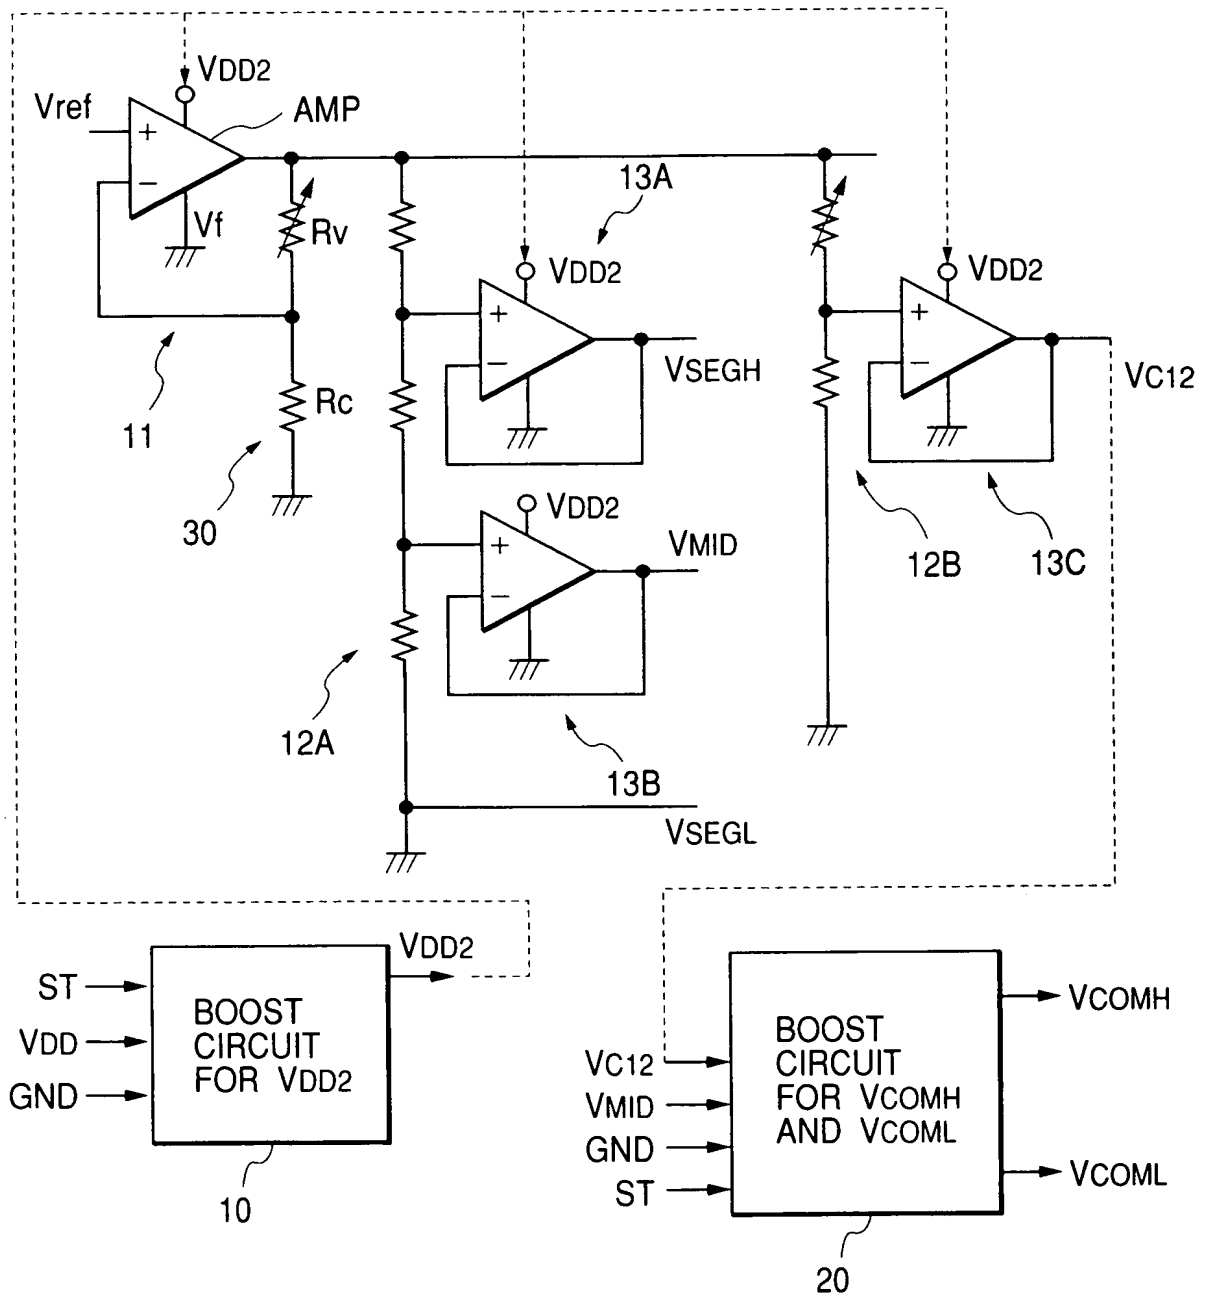 VDD2
Vref
AMP
+
−
Vf
Rv
13A
VDD2
VDD2
+
−
+
−
VSEGH
VC12
11
Rc
30
VDD2
VMID
+
−
12B
13C
12A
13B
VSEGL
VDD2
ST
VDD
GND
BOOST
CIRCUIT
FOR VDD2
10
VC12
VMID
GND
ST
BOOST
CIRCUIT
FOR VCOMH
AND VCOML
VCOMH
VCOML
20